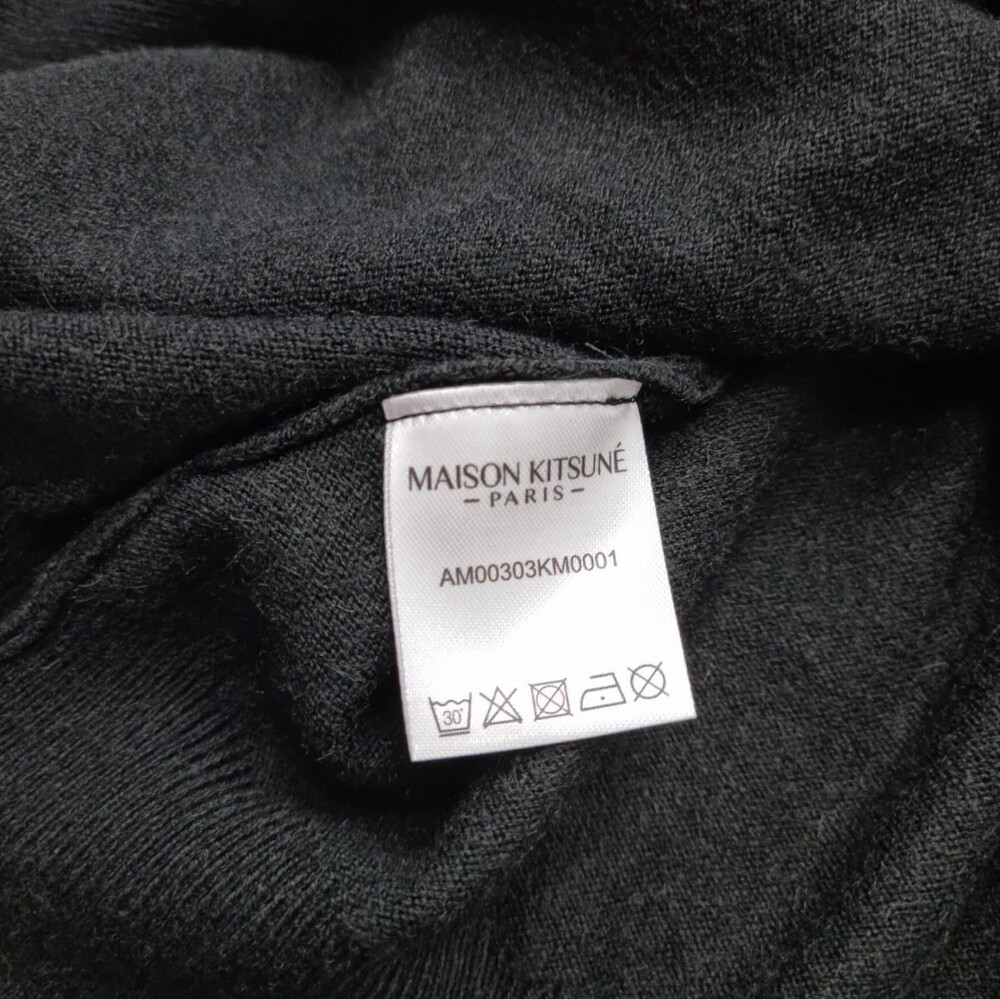 MAISON KITSUNÉ
- PARIS -
AM00303KM0001
30°